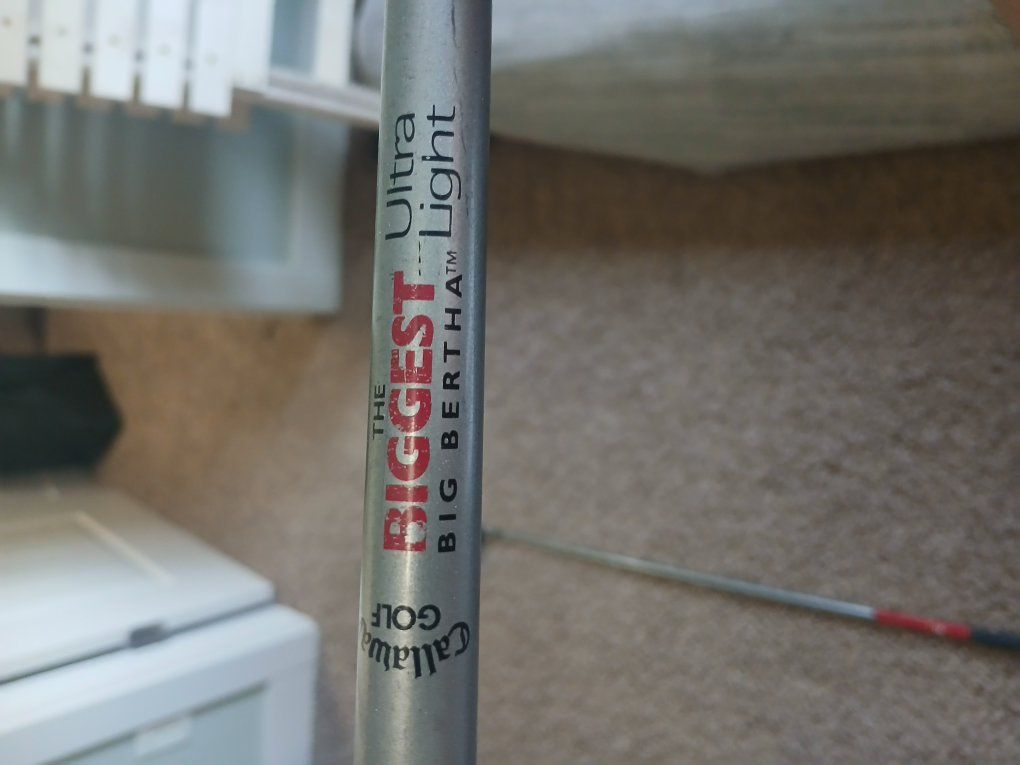 THE
BIGGEST
BIG BERTHA™
Ultra
Light
Callaway
GOLF